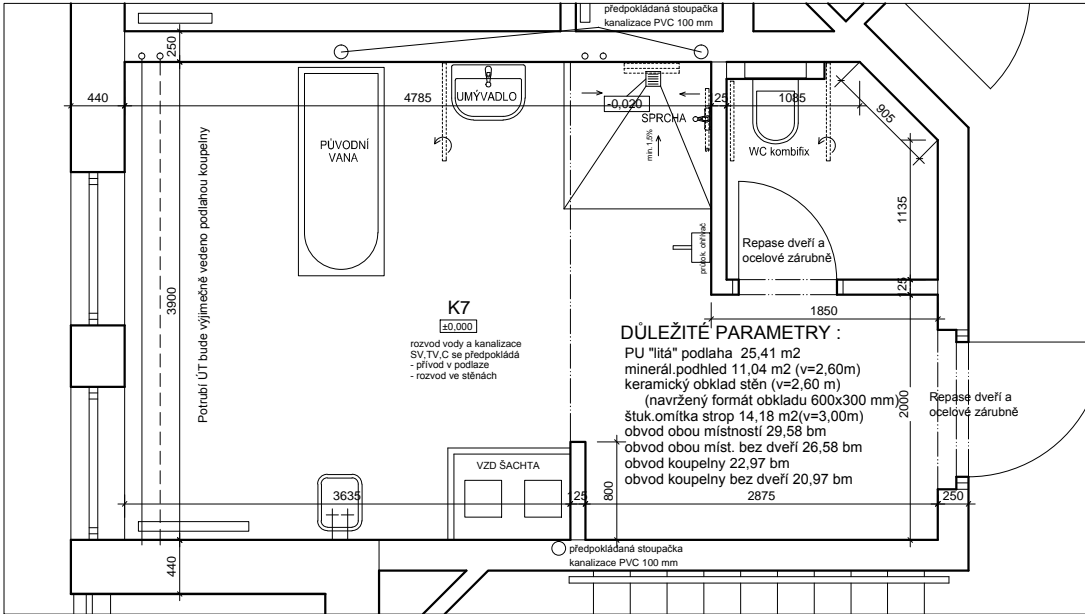 předpokládaná stoupačka
kanalizace PVC 100 mm
250
440
4785
UMÝVADLO
-0,020
SPRCHA
min.1,5%
25
1085
905
WC kombifix
PŮVODNÍ
VANA
Potrubí ÚT bude výjimečně vedeno podlahou koupelny
3900
1135
Repase dveří a
ocelové zárubně
průtok. ohřívač
125
1850
K7
±0,000
rozvod vody a kanalizace
SV,TV,C se předpokládá
- přívod v podlaze
- rozvod ve stěnách
DŮLEŽITÉ PARAMETRY :
PU "litá" podlaha 25,41 m2
minerál.podhled 11,04 m2 (v=2,60m)
keramický obklad stěn (v=2,60 m)
(navržený formát obkladu 600x300 mm)
štuk.omítka strop 14,18 m2(v=3,00m)
obvod obou místností 29,58 bm
obvod obou míst. bez dveří 26,58 bm
obvod koupelny 22,97 bm
obvod koupelny bez dveří 20,97 bm
2000
Repase dveří a
ocelové zárubně
VZD ŠACHTA
3635
125
800
2875
250
předpokládaná stoupačka
kanalizace PVC 100 mm
440